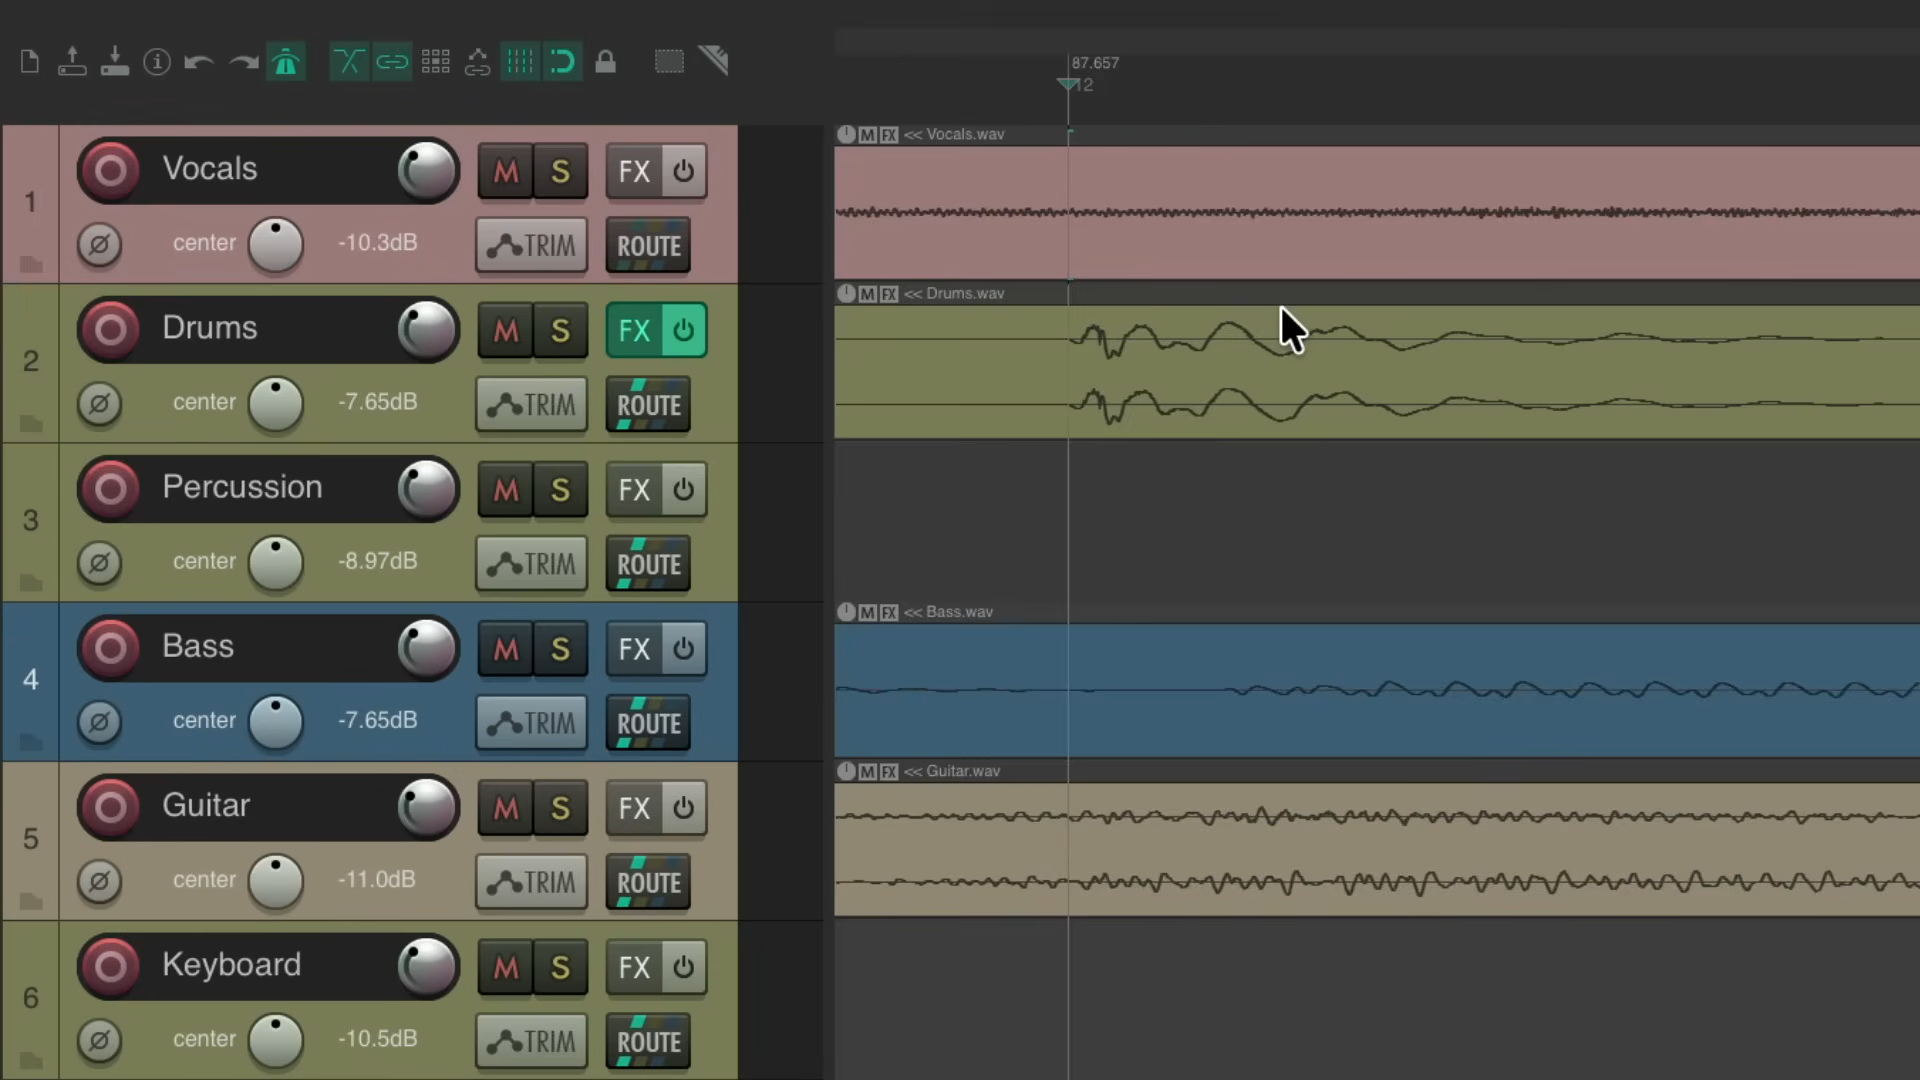 87.657
12
1
Vocals
M S FX
center -10.3dB TRIM ROUTE
M FX << Vocals.wav
2
Drums
M S FX
center -7.65dB TRIM ROUTE
M FX << Drums.wav
3
Percussion
M S FX
center -8.97dB TRIM ROUTE
4
Bass
M S FX
center -7.65dB TRIM ROUTE
M FX << Bass.wav
5
Guitar
M S FX
center -11.0dB TRIM ROUTE
M FX << Guitar.wav
6
Keyboard
M S FX
center -10.5dB TRIM ROUTE